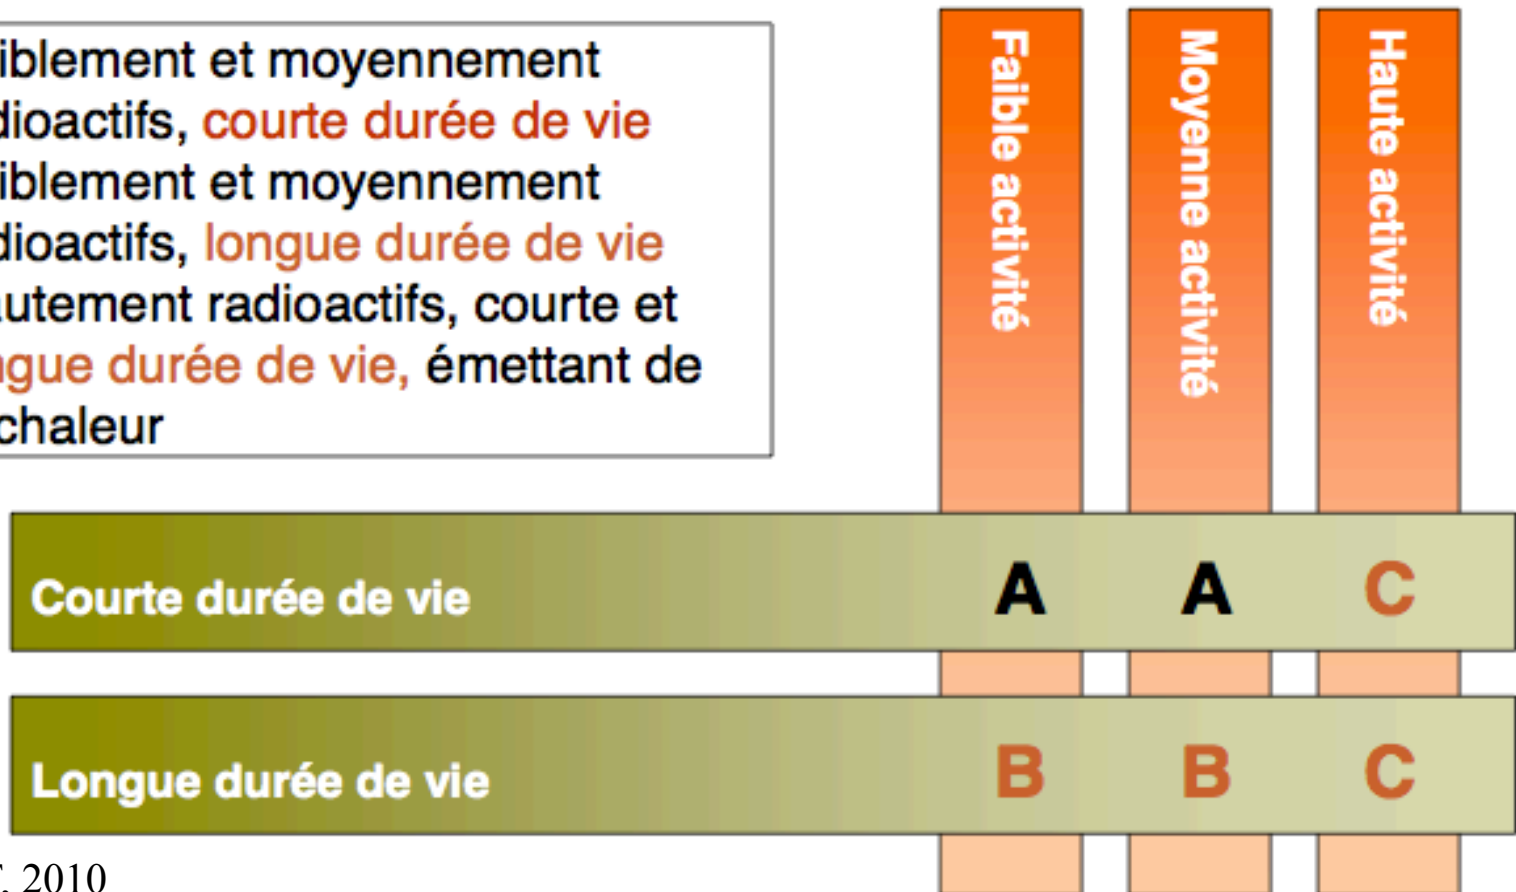 iblement et moyennement
dioactifs, courte durée de vie
iblement et moyennement
dioactifs, longue durée de vie
autement radioactifs, courte et
ngue durée de vie, émettant de
chaleur
Faible activité
Moyenne activité
Haute activité
Courte durée de vie A A C
Longue durée de vie B B C
, 2010